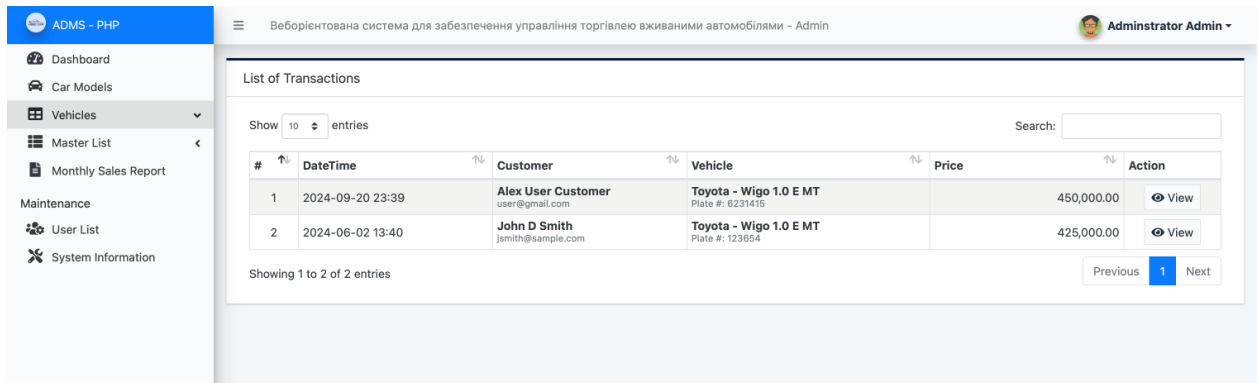 ADMS - PHP
Веборієнтована система для забезпечення управління торгівлею вживаними автомобілями - Admin
Adminstrator Admin
Dashboard
Car Models
Vehicles
Master List
Monthly Sales Report
Maintenance
User List
System Information
List of Transactions
Show 10 entries
Search:
# DateTime Customer Vehicle Price Action
1 2024-09-20 23:39 Alex User Customer Toyota - Wigo 1.0 E MT 450,000.00 View
user@gmail.com Plate #: 6231415
2 2024-06-02 13:40 John D Smith Toyota - Wigo 1.0 E MT 425,000.00 View
jsmith@sample.com Plate #: 123654
Showing 1 to 2 of 2 entries
Previous 1 Next